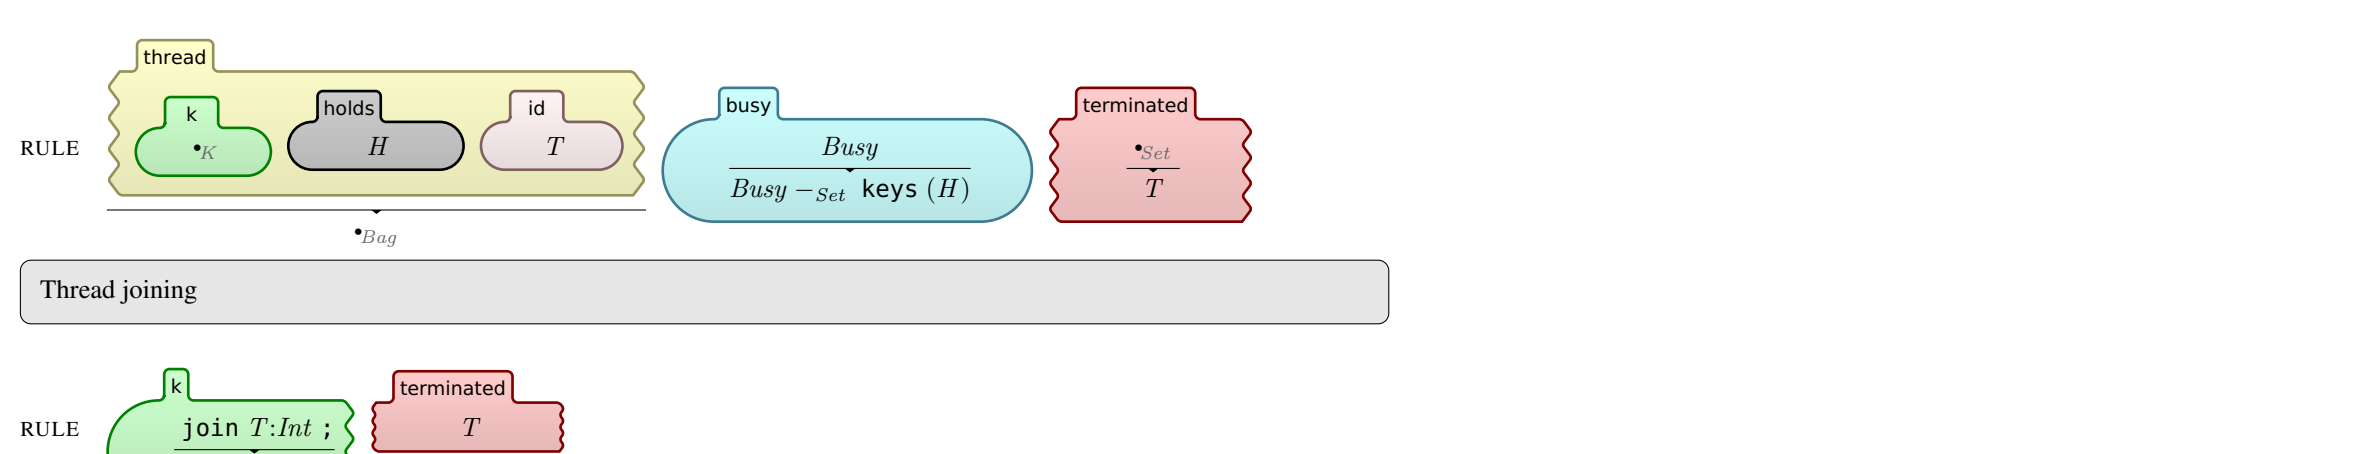 thread
k holds id busy terminated
RULE •K H T Busy •Set
Busy −Set keys (H) T
•Bag
Thread joining
k terminated
RULE join T:Int ; T